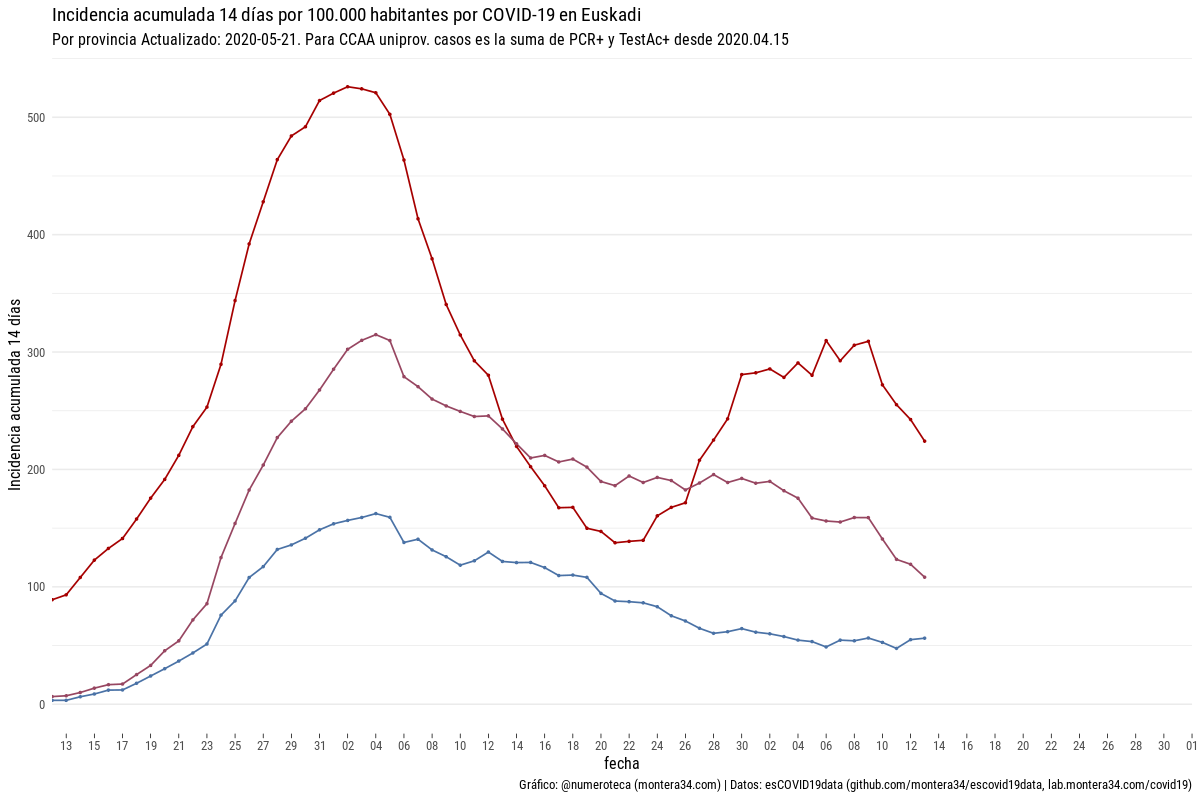 Incidencia acumulada 14 días por 100.000 habitantes por COVID-19 en Euskadi
Por provincia Actualizado: 2020-05-21. Para CCAA uniprov. casos es la suma de PCR+ y TestAc+ desde 2020.04.15
Incidencia acumulada 14 días
500
400
300
200
100
0
13 15 17 19 21 23 25 27 29 31 02 04 06 08 10 12 14 16 18 20 22 24 26 28 30 02 04 06 08 10 12 14 16 18 20 22 24 26 28 30 01
fecha
Gráfico: @numeroteca (montera34.com) | Datos: esCOVID19data (github.com/montera34/escovid19data, lab.montera34.com/covid19)